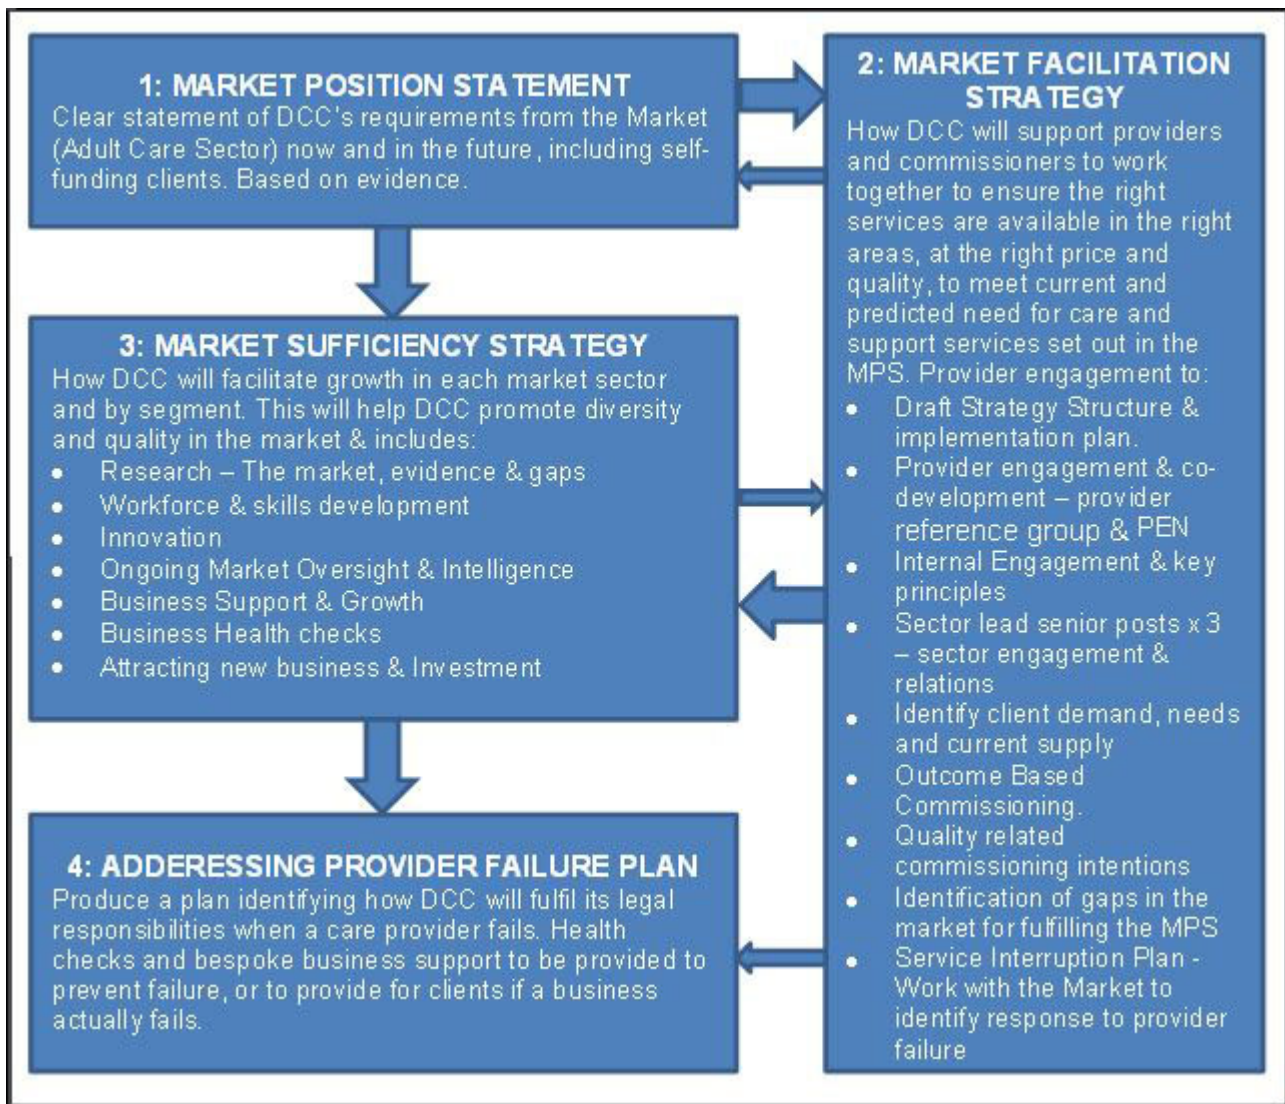 1: MARKET POSITION STATEMENT
Clear statement of DCC's requirements from the Market
(Adult Care Sector) now and in the future, including self-
funding clients. Based on evidence.
2: MARKET FACILITATION
STRATEGY
How DCC will support providers
and commissioners to work
together to ensure the right
services are available in the right
areas, at the right price and
quality, to meet current and
predicted need for care and
support services set out in the
MPS. Provider engagement to:
• Draft Strategy Structure &
implementation plan.
• Provider engagement & co-
development – provider
reference group & PEN
• Internal Engagement & key
principles
• Sector lead senior posts x 3
– sector engagement &
relations
• Identify client demand, needs
and current supply
• Outcome Based
Commissioning.
• Quality related
commissioning intentions
• Identification of gaps in the
market for fulfilling the MPS
• Service Interruption Plan -
Work with the Market to
identify response to provider
failure
3: MARKET SUFFICIENCY STRATEGY
How DCC will facilitate growth in each market sector
and by segment. This will help DCC promote diversity
and quality in the market & includes:
• Research – The market, evidence & gaps
• Workforce & skills development
• Innovation
• Ongoing Market Oversight & Intelligence
• Business Support & Growth
• Business Health checks
• Attracting new business & Investment
4: ADDERESSING PROVIDER FAILURE PLAN
Produce a plan identifying how DCC will fulfil its legal
responsibilities when a care provider fails. Health
checks and bespoke business support to be provided to
prevent failure, or to provide for clients if a business
actually fails.